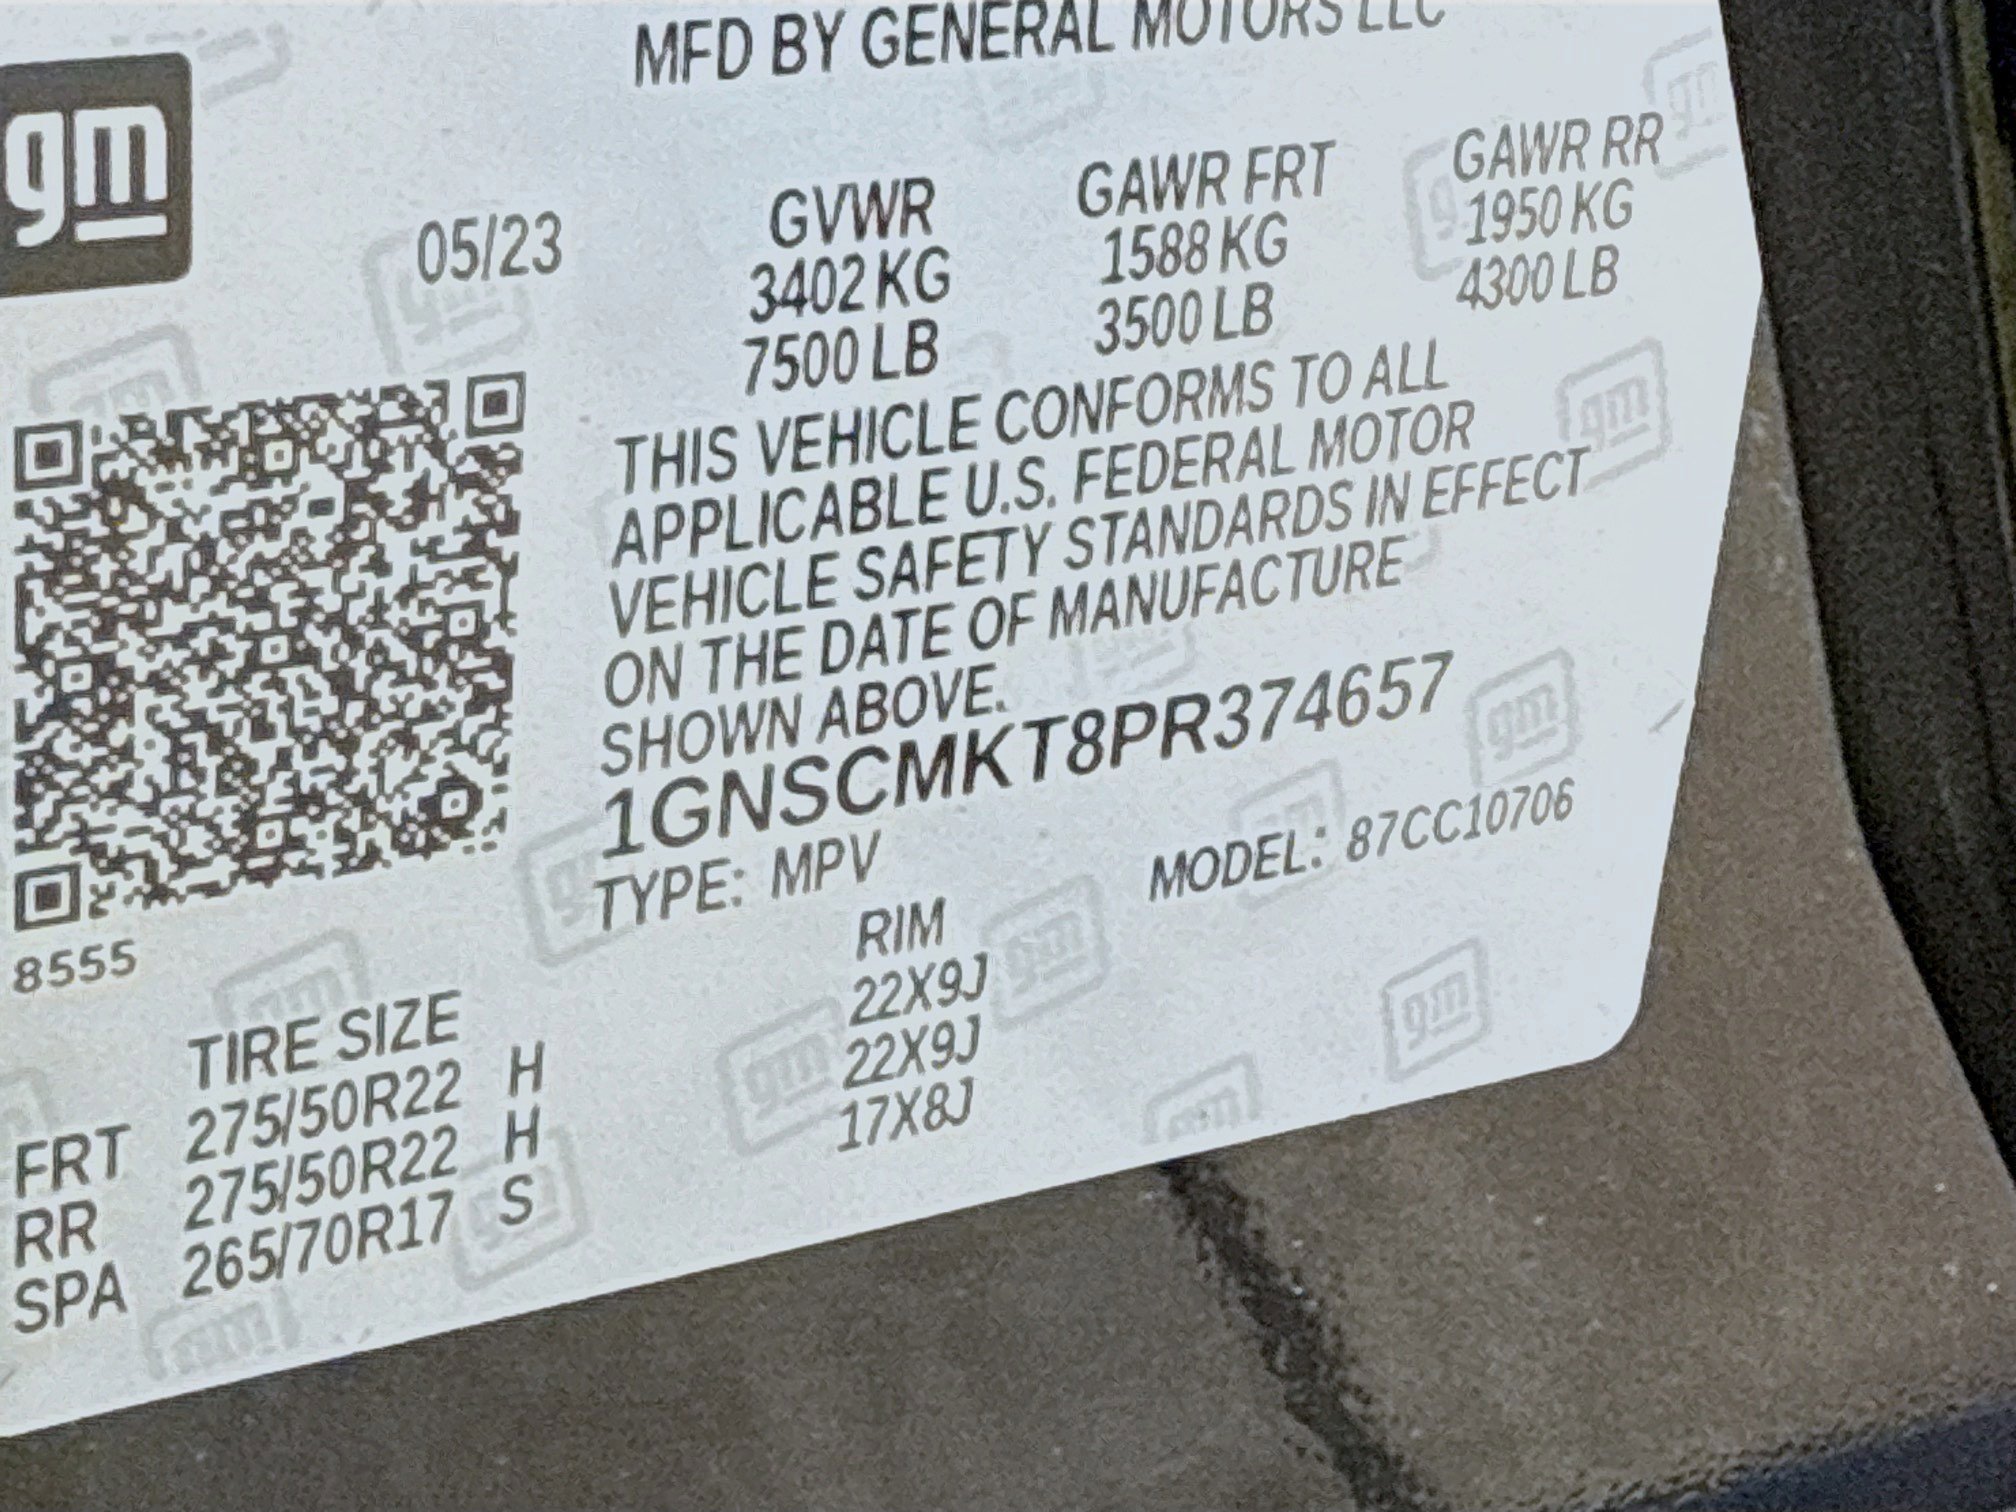 MFD BY GENERAL MOTORS LLC
gm
05/23
GVWR GAWR FRT GAWR RR
3402 KG 1588 KG 1950 KG
7500 LB 3500 LB 4300 LB
THIS VEHICLE CONFORMS TO ALL
APPLICABLE U.S. FEDERAL MOTOR
VEHICLE SAFETY STANDARDS IN EFFECT
ON THE DATE OF MANUFACTURE
SHOWN ABOVE.
1GNSCMKT8PR374657
TYPE: MPV MODEL: 87CC10706
8555
TIRE SIZE RIM
FRT 275/50R22 H 22X9J
RR 275/50R22 H 22X9J
SPA 265/70R17 S 17X8J